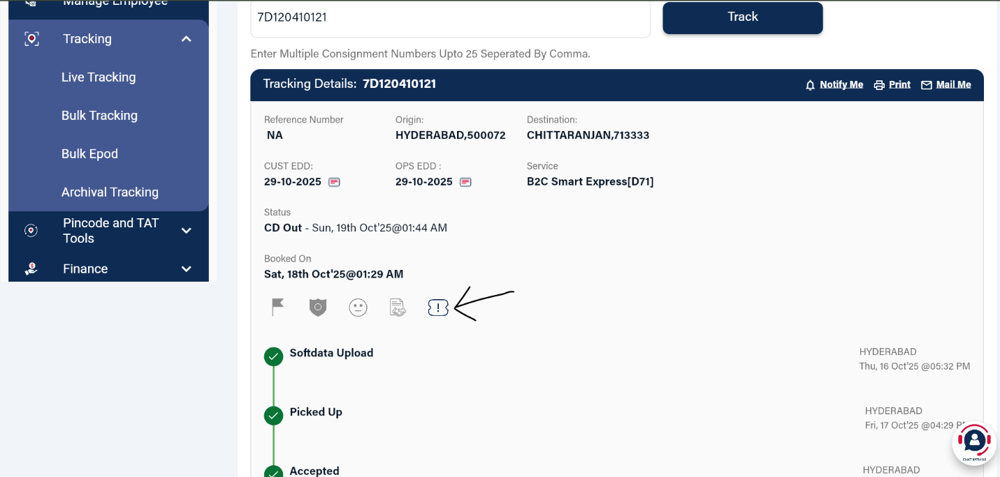 Manage Employee
Tracking
Live Tracking
Bulk Tracking
Bulk Epod
Archival Tracking
Pincode and TAT
Tools
Finance
7D120410121
Track
Enter Multiple Consignment Numbers Upto 25 Seperated By Comma.
Tracking Details: 7D120410121
Notify Me
Print
Mail Me
Reference Number
NA
Origin:
HYDERABAD,500072
Destination:
CHITTARANJAN,713333
CUST EDD:
29-10-2025
OPS EDD :
29-10-2025
Service
B2C Smart Express[D71]
Status
CD Out - Sun, 19th Oct'25@01:44 AM
Booked On
Sat, 18th Oct'25@01:29 AM
Softdata Upload
HYDERABAD
Thu, 16 Oct'25 @05:32 PM
Picked Up
HYDERABAD
Fri, 17 Oct'25 @04:29 PM
Accepted
HYDERABAD
CHAT WITH US